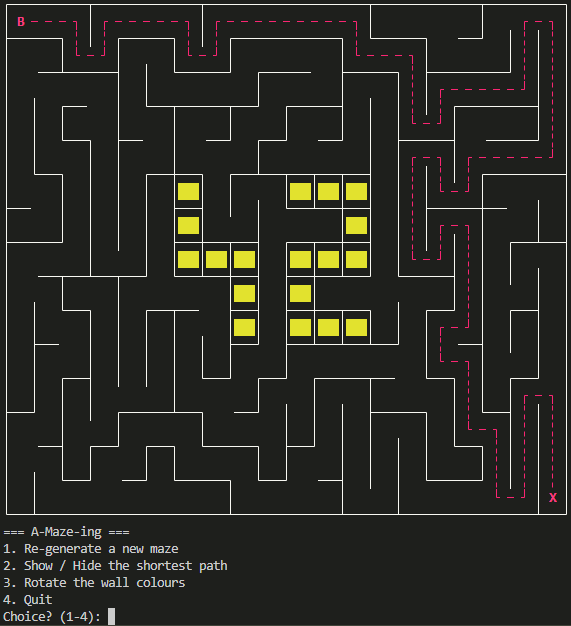 B
42
X
=== A-Maze-ing ===
1. Re-generate a new maze
2. Show / Hide the shortest path
3. Rotate the wall colours
4. Quit
Choice? (1-4):